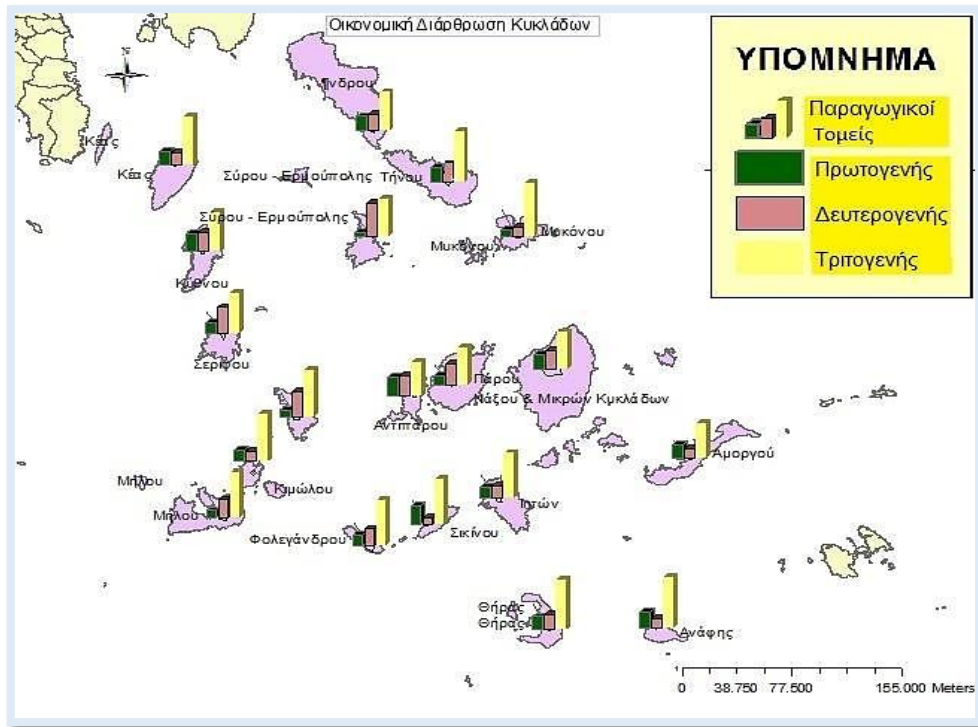 Οικονομική Διάρθρωση Κυκλάδων
ΥΠΟΜΝΗΜΑ
Παραγωγικοί
Τομείς
Πρωτογενής
Δευτερογενής
Τριτογενής
N
Κέας
Κέας
Σύρου - Ερμούπολης
Τήνου
Σύρου - Ερμούπολης
Μυκόνου
Μυκόνου
Κύθνου
Σερίφου
Πάρου
Νάξου & Μικρών Κυκλάδων
Αντιπάρου
Αμοργού
Μήλου
Κιμώλου
Μήλου
Ιητών
Φολεγάνδρου
Σικίνου
Θήρας
Θήρας
Ανάφης
0 38.750 77.500 155.000 Meters